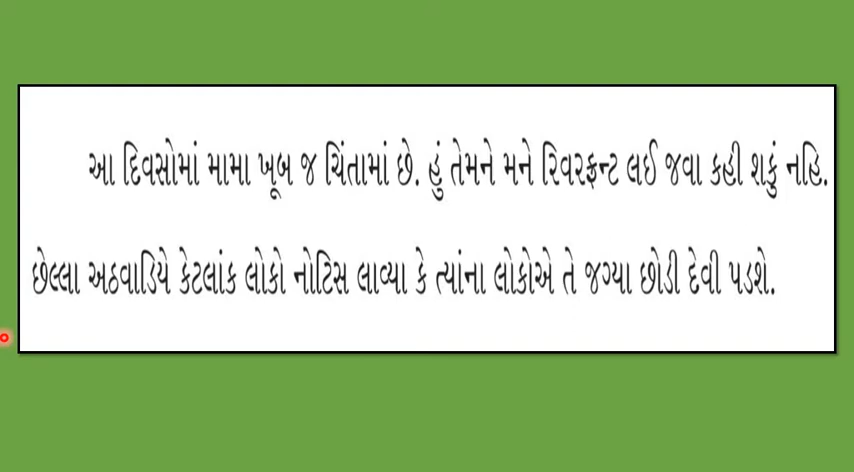 આ દિવસોમાં મામા ખૂબ જ ચિંતામાં છે. હું તેમને મને રિવરફ્રન્ટ લઈ જવા કહી શકું નહિ.
છેલ્લા અઠવાડિયે કેટલાંક લોકો નોટિસ લાવ્યા કે ત્યાંના લોકોએ તે જગ્યા છોડી દેવી પડશે.